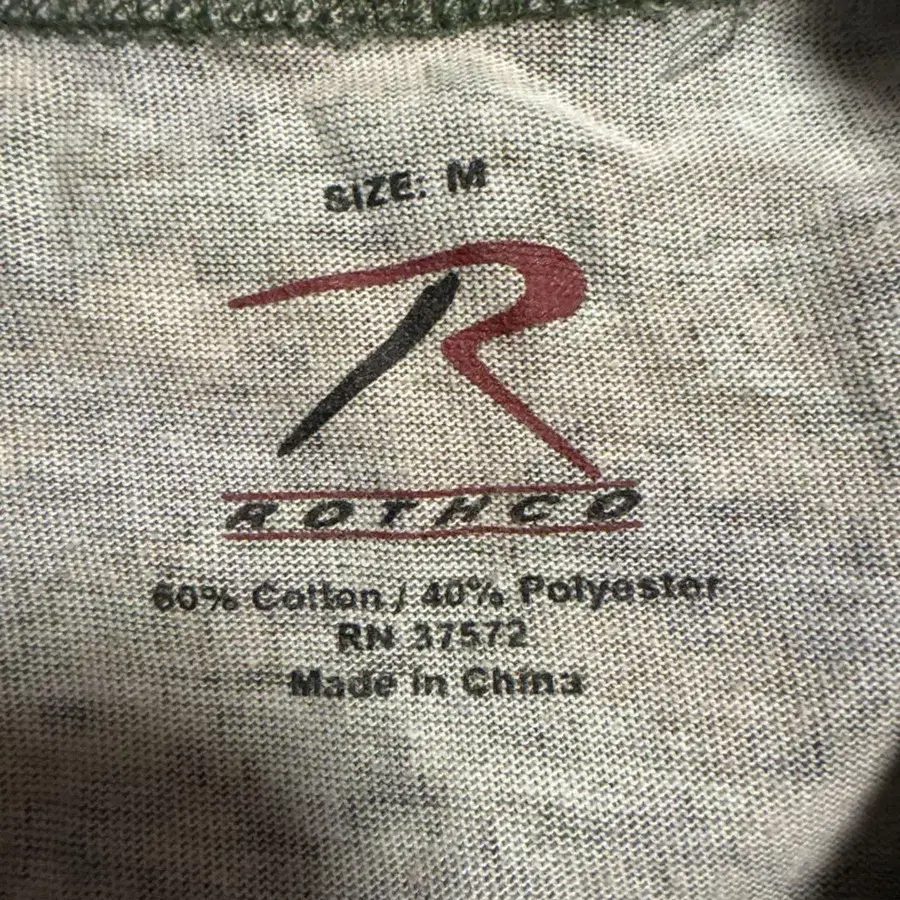 SIZE: M
R
ROTHCO
60% Cotton / 40% Polyester
RN 37572
Made in China